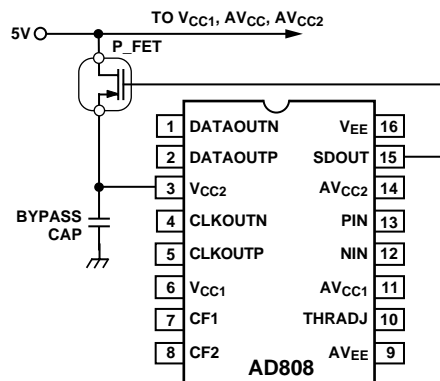 5V
TO VCC1, AVCC, AVCC2
P_FET
BYPASS
CAP
1 DATAOUTN
2 DATAOUTP
3 VCC2
4 CLKOUTN
5 CLKOUTP
6 VCC1
7 CF1
8 CF2
VEE 16
SDOUT 15
AVCC2 14
PIN 13
NIN 12
AVCC1 11
THRADJ 10
AVEE 9
AD808